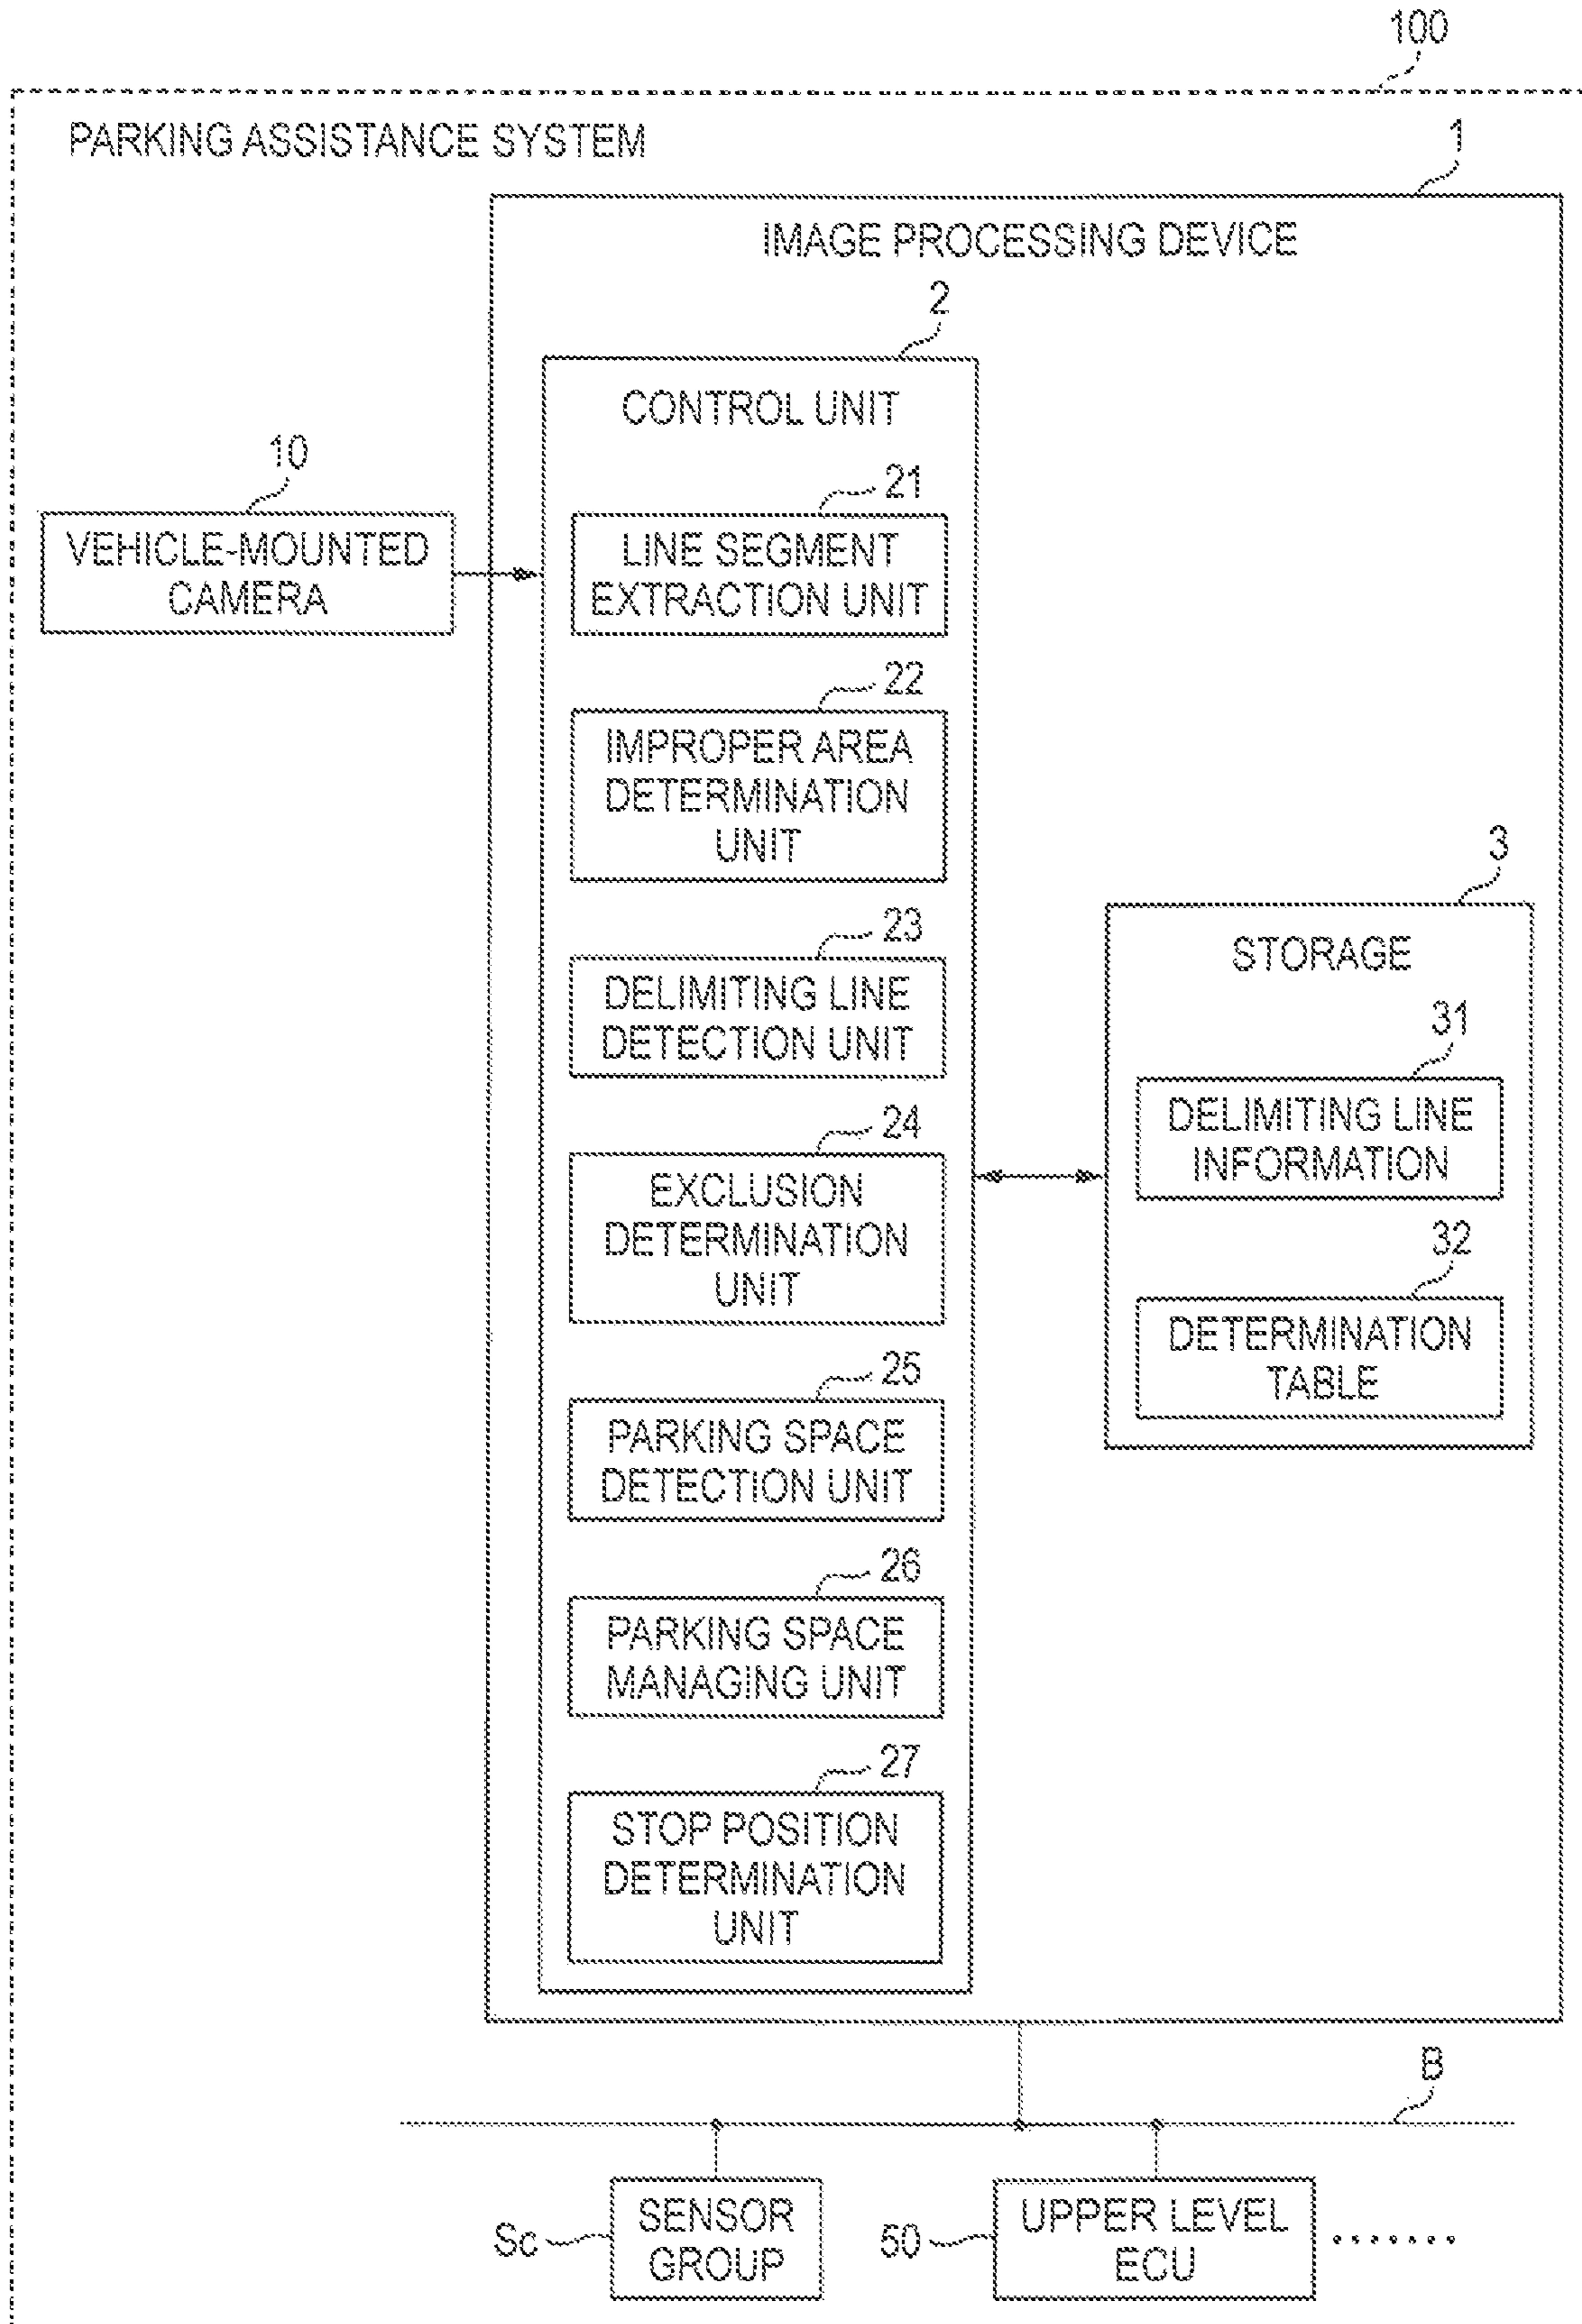 100
PARKING ASSISTANCE SYSTEM
1
IMAGE PROCESSING DEVICE
2
CONTROL UNIT
10
VEHICLE-MOUNTED
CAMERA
21
LINE SEGMENT
EXTRACTION UNIT
22
IMPROPER AREA
DETERMINATION
UNIT
23
DELIMITING LINE
DETECTION UNIT
24
EXCLUSION
DETERMINATION
UNIT
25
PARKING SPACE
DETECTION UNIT
26
PARKING SPACE
MANAGING UNIT
27
STOP POSITION
DETERMINATION
UNIT
3
STORAGE
31
DELIMITING LINE
INFORMATION
32
DETERMINATION
TABLE
B
Sc
SENSOR
GROUP
50
UPPER LEVEL
ECU
.......